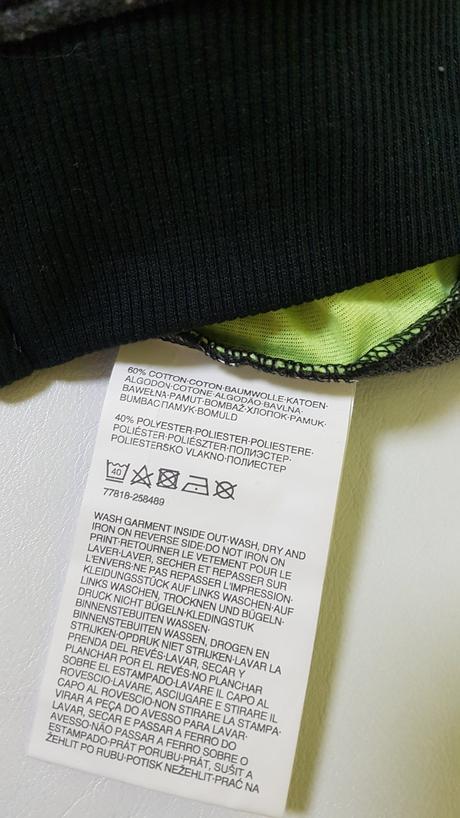 60% COTTON·COTON·BAUMWOLLE·KATOEN·
ALGODON·COTONE·ALGODÃO·BAVLNA·
BAWEŁNA·PAMUT·BOMBAŽ·ХЛОПОК·PAMUK·
BUMBAC·ПАМУК·BOMULD
40% POLYESTER·POLIESTER·POLIESTERE·
POLIÉSTER·POLIÉSZTER·ПОЛИЭСТЕР·
POLIESTERSKO VLAKNO·ПОЛИЕСТЕР
40
77818-258489
WASH GARMENT INSIDE OUT·WASH, DRY AND
IRON ON REVERSE SIDE·DO NOT IRON ON
PRINT·RETOURNER LE VETEMENT POUR LE
LAVER·LAVER, SECHER ET REPASSER SUR
L'ENVERS·NE PAS REPASSER L'IMPRESSION·
KLEIDUNGSSTÜCK AUF LINKS WASCHEN·AUF
LINKS WASCHEN, TROCKNEN UND BÜGELN·
DRUCK NICHT BÜGELN·KLEDINGSTUK
BINNENSTEBUITEN WASSEN·
BINNENSTEBUITEN WASSEN, DROGEN EN
STRIJKEN·OPDRUK NIET STRIJKEN·LAVAR LA
PRENDA DEL REVÉS·LAVAR, SECAR Y
PLANCHAR POR EL REVÉS·NO PLANCHAR
SOBRE EL ESTAMPADO·LAVARE IL CAPO AL
ROVESCIO·LAVARE, ASCIUGARE E STIRARE IL
CAPO AL ROVESCIO·NON STIRARE LA STAMPA·
VIRAR A PEÇA DO AVESSO PARA LAVAR·
LAVAR, SECAR E PASSAR A FERRO DO
AVESSO·NÃO PASSAR A FERRO SOBRE O
ESTAMPADO·PRÁT PORUBU·PRÁT, SUŠIT A
ŽEHLIT PO RUBU·POTISK NEŽEHLIT·PRAĆ NA